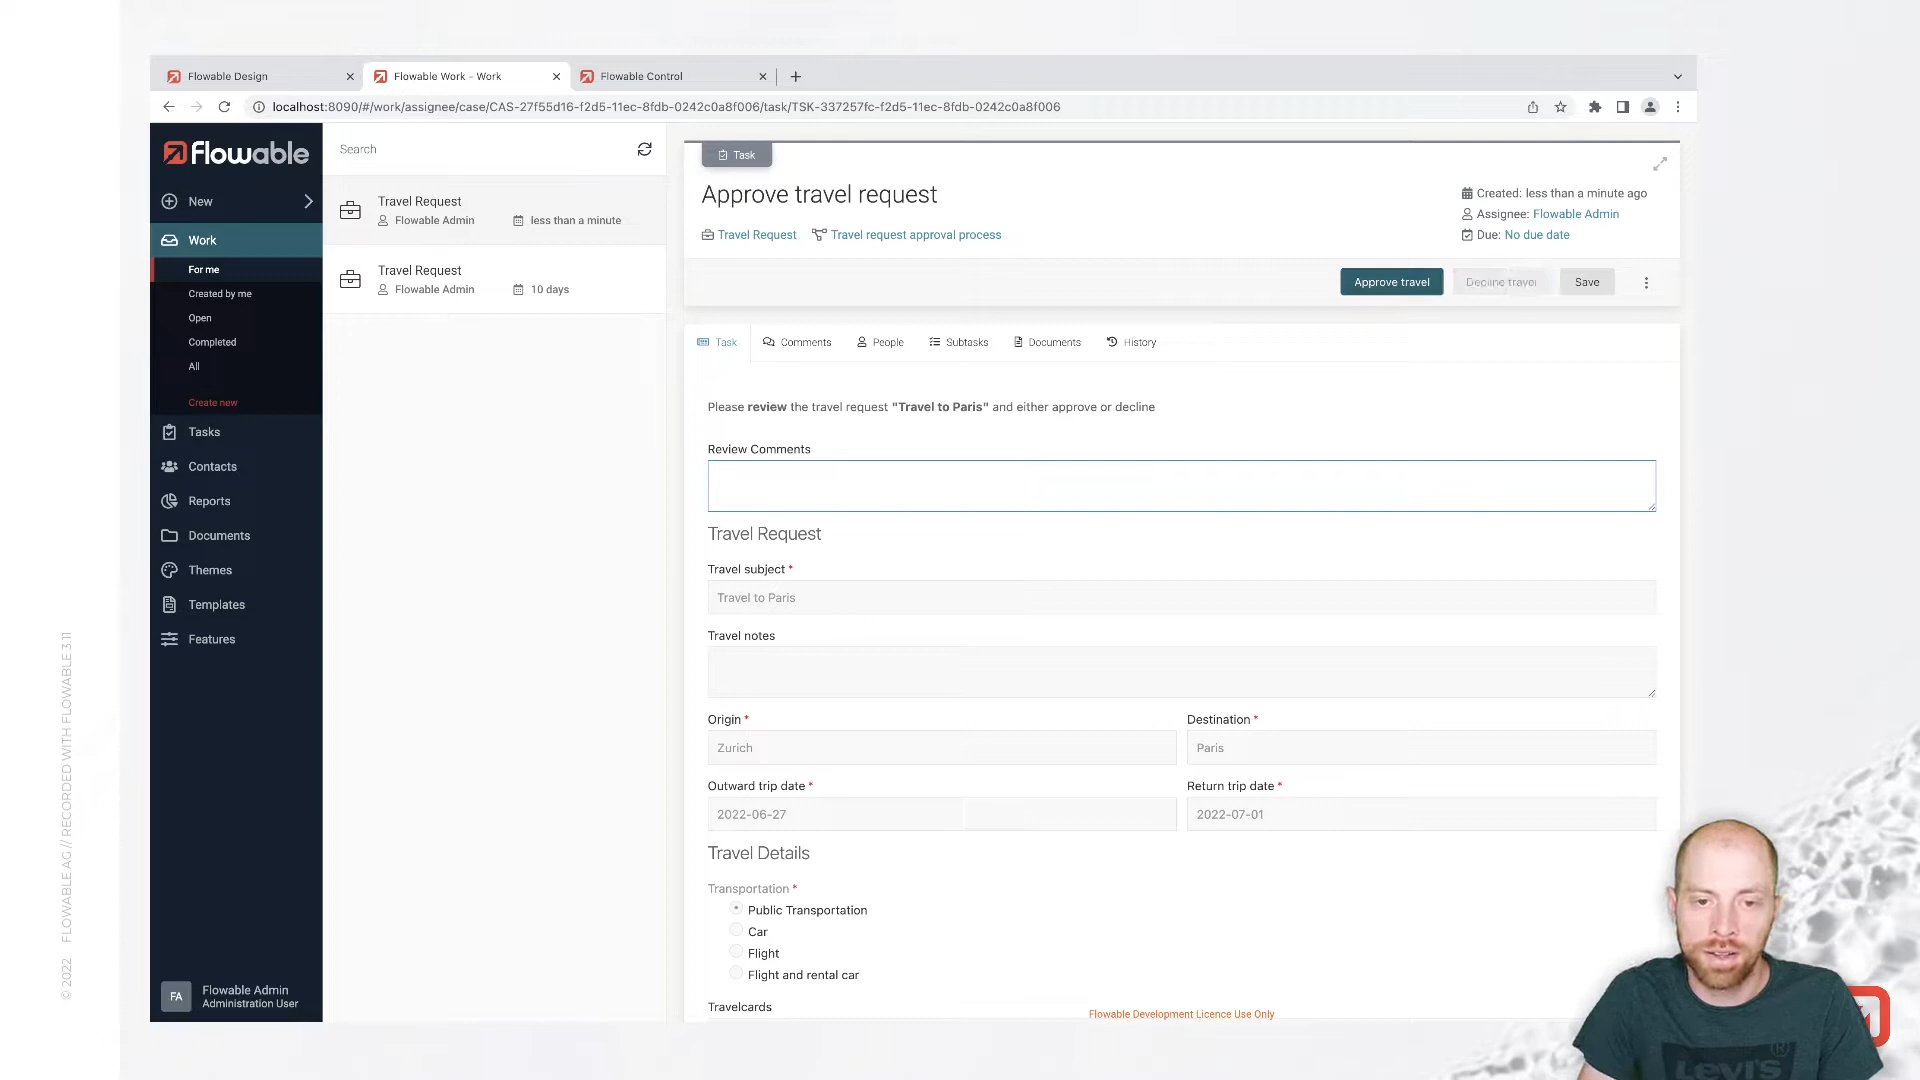 Flowable Design
Flowable Work - Work
Flowable Control
localhost:8090/#/work/assignee/case/CAS-27f55d16-f2d5-11ec-8fdb-0242c0a8f006/task/TSK-337257fc-f2d5-11ec-8fdb-0242c0a8f006
Flowable
New
Work
For me
Created by me
Open
Completed
All
Create new
Tasks
Contacts
Reports
Documents
Themes
Templates
Features
FA
Flowable Admin
Administration User
Search
Travel Request
Flowable Admin less than a minute
Travel Request
Flowable Admin 10 days
Task
Approve travel request
Travel Request Travel request approval process
Created: less than a minute ago
Assignee: Flowable Admin
Due: No due date
Approve travel Decline travel Save
Task Comments People Subtasks Documents History
Please review the travel request "Travel to Paris" and either approve or decline
Review Comments
Travel Request
Travel subject *
Travel to Paris
Travel notes
Origin * Destination *
Zurich Paris
Outward trip date * Return trip date *
2022-06-27 2022-07-01
Travel Details
Transportation *
Public Transportation
Car
Flight
Flight and rental car
Travelcards
Flowable Development Licence Use Only
© 2022 FLOWABLE AG // RECORDED WITH FLOWABLE 3.11
LEVI'S
®